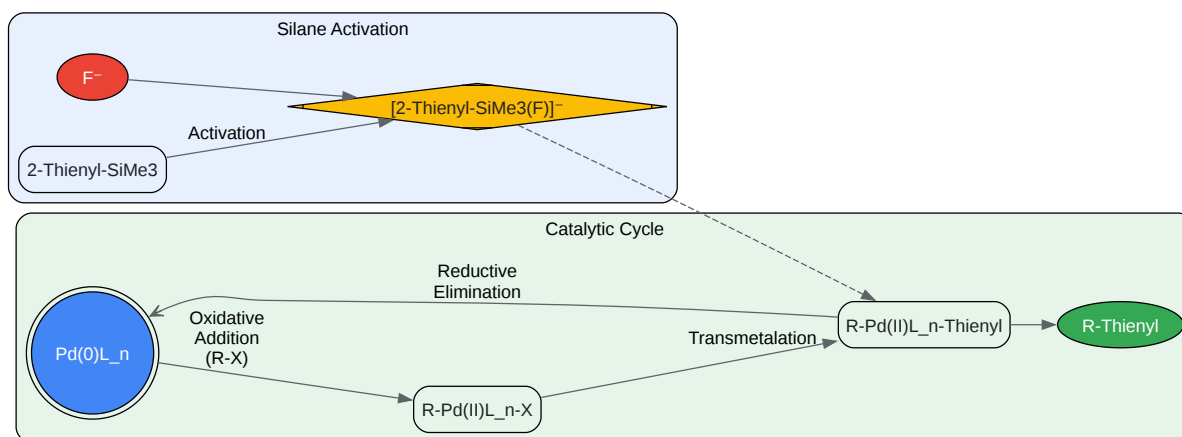 Silane Activation
F⁻
[2-Thienyl-SiMe3(F)]⁻
Activation
2-Thienyl-SiMe3
Catalytic Cycle
Reductive
Elimination
Oxidative
Addition
(R-X)
Pd(0)L_n
R-Pd(II)L_n-Thienyl
R-Thienyl
Transmetalation
R-Pd(II)L_n-X